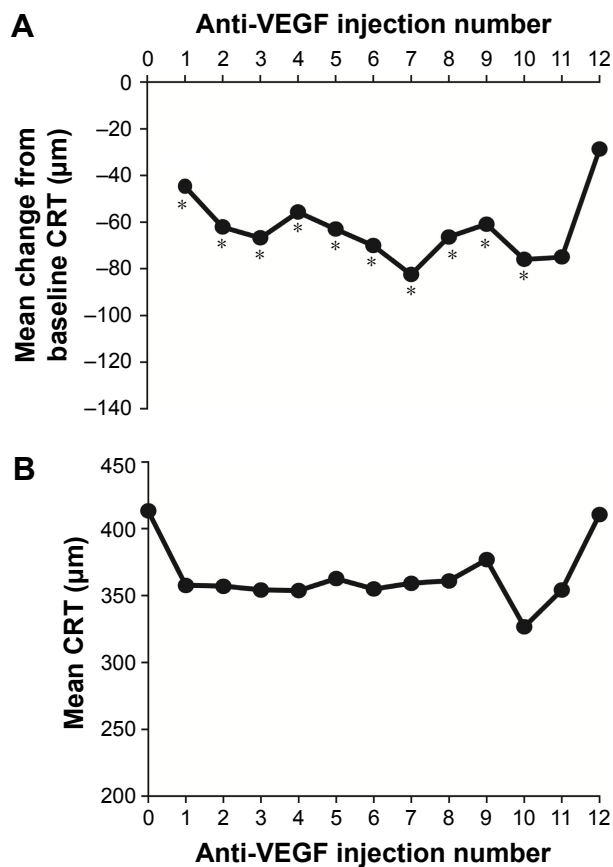 A
Anti-VEGF injection number
0 1 2 3 4 5 6 7 8 9 10 11 12
Mean change from
baseline CRT (μm)
0
–20
–40
–60
–80
–100
–120
–140
* * * * * * * * * *
B
Mean CRT (μm)
450
400
350
300
250
200
0 1 2 3 4 5 6 7 8 9 10 11 12
Anti-VEGF injection number